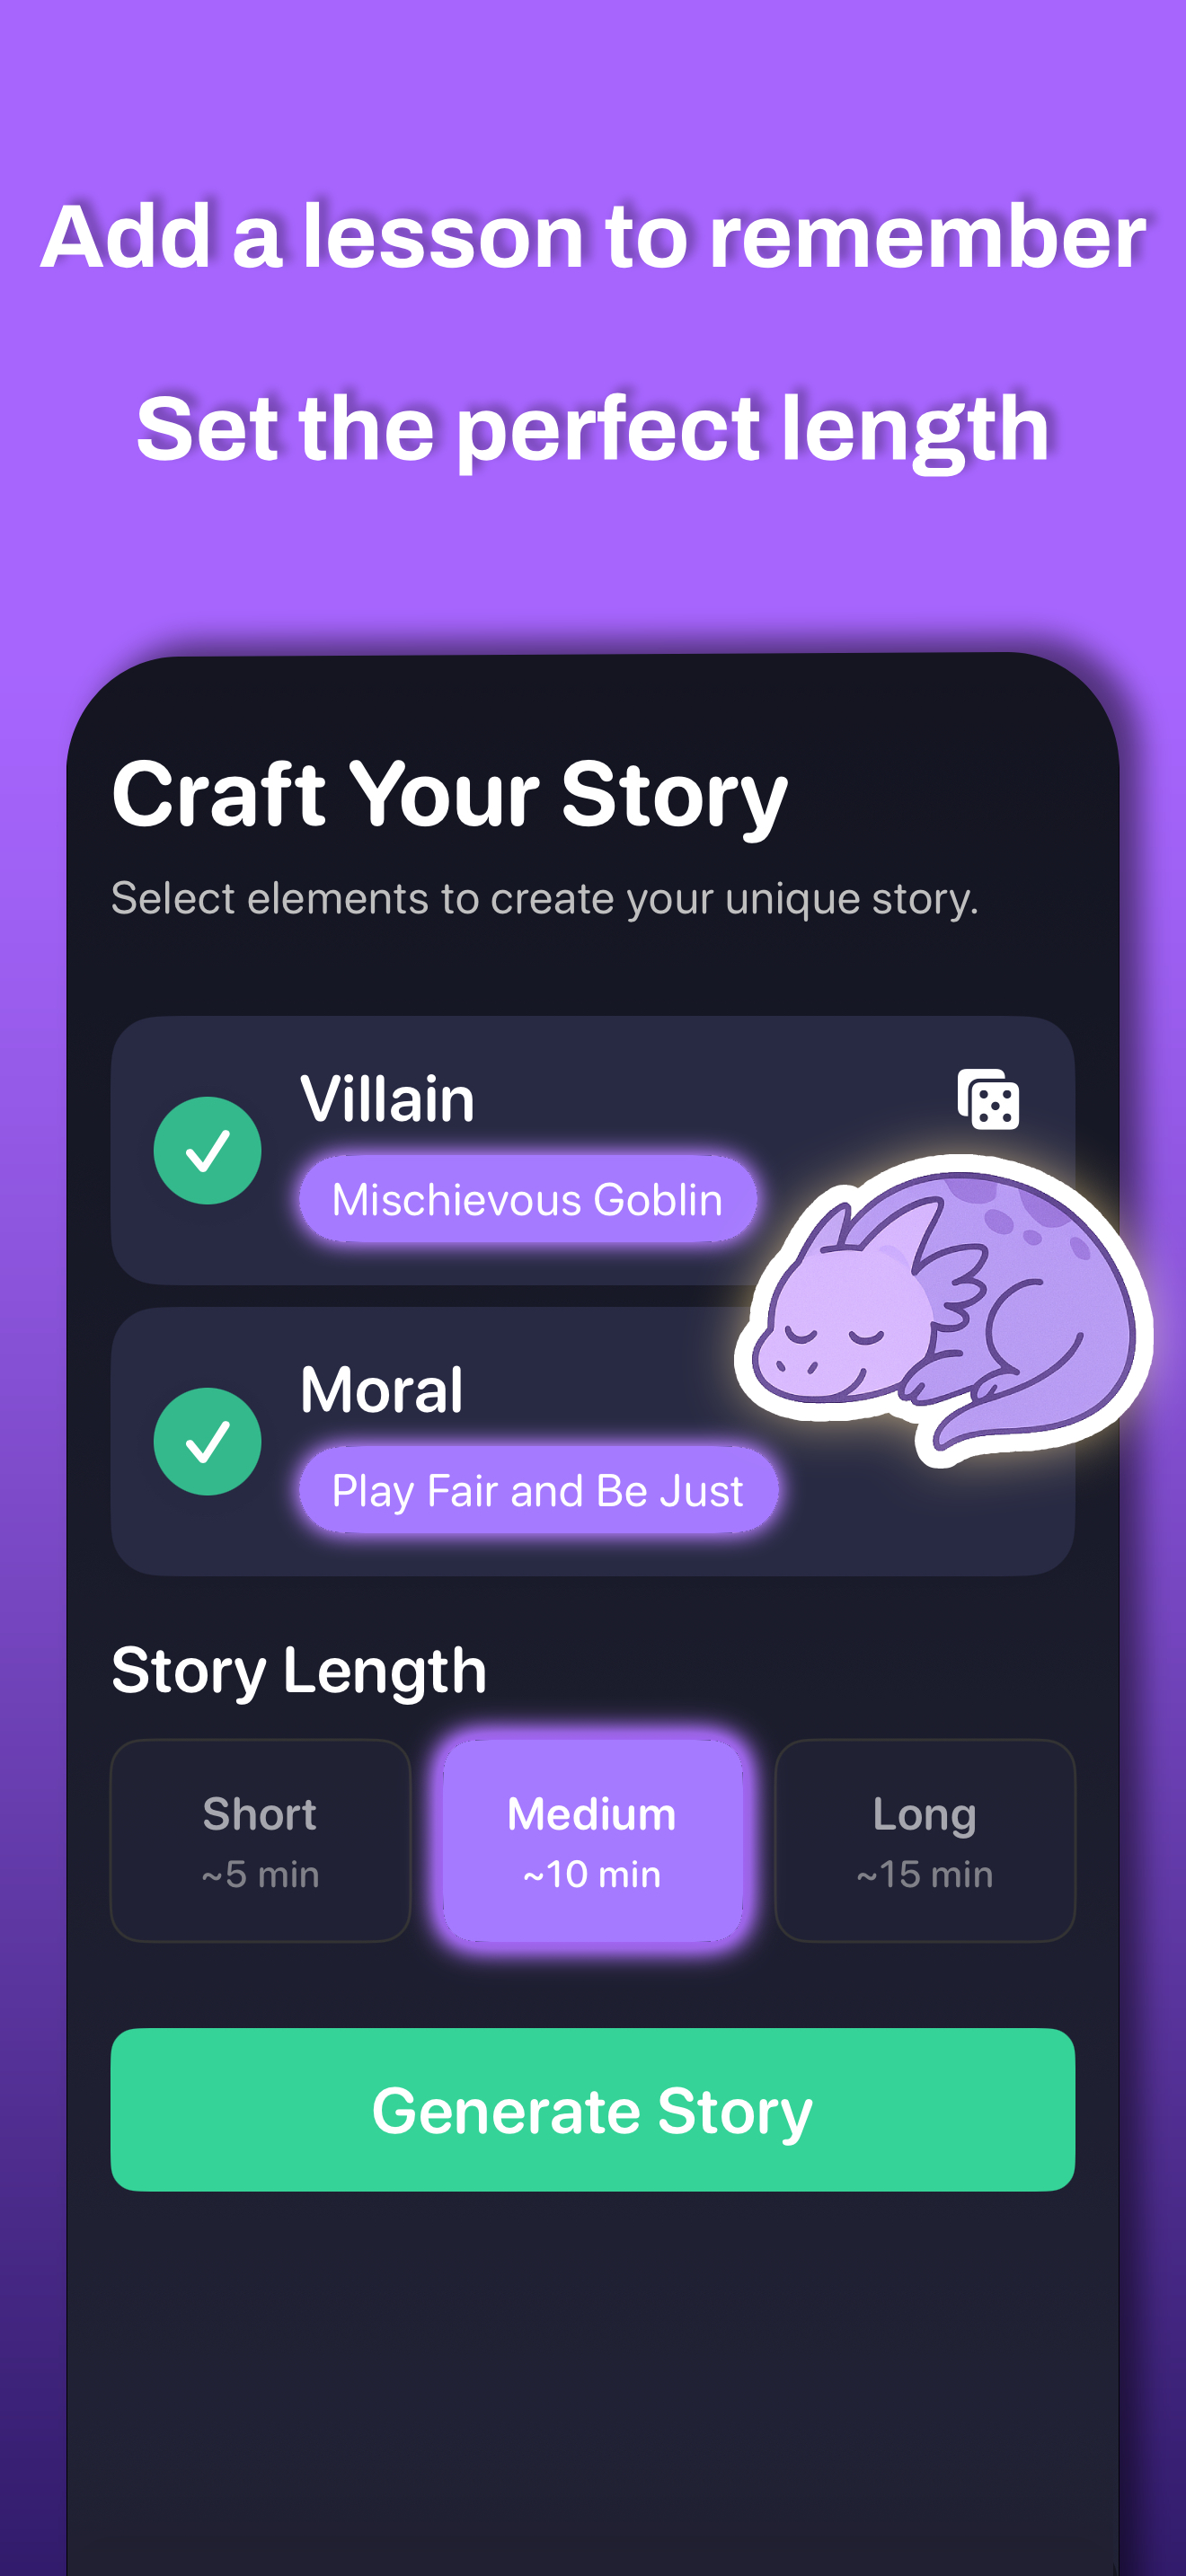 Add a lesson to remember
Set the perfect length
Craft Your Story
Select elements to create your unique story.
Villain
Mischievous Goblin
Moral
Play Fair and Be Just
Story Length
Short
~5 min
Medium
~10 min
Long
~15 min
Generate Story